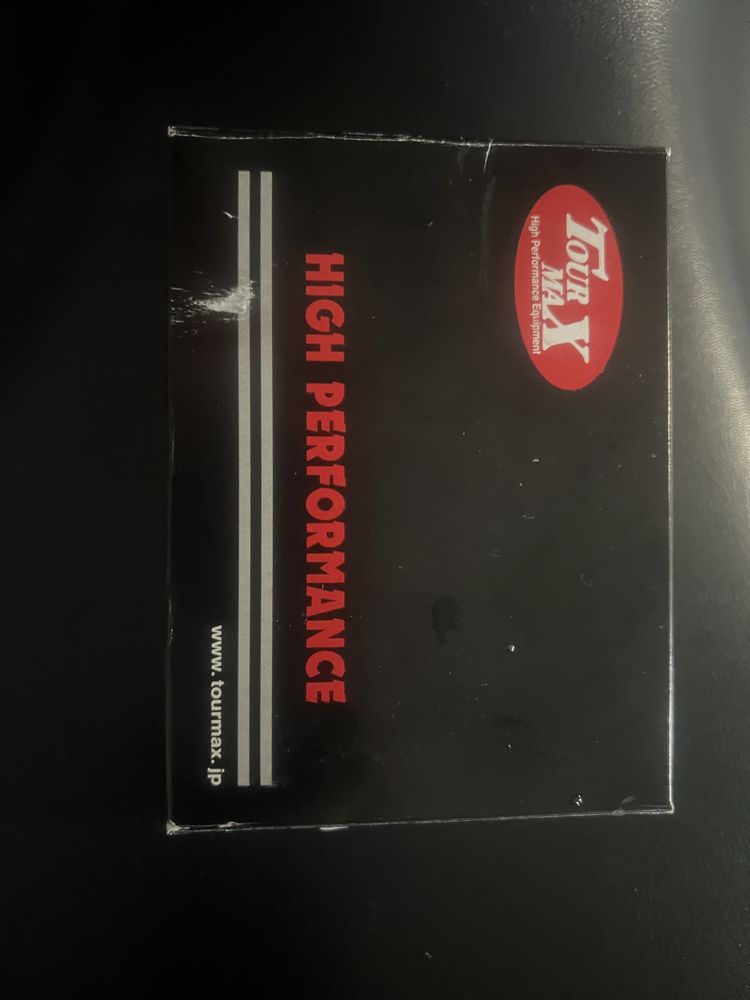 TOUR
MAX
High Performance Equipment
HIGH PERFORMANCE
www.tourmax.jp